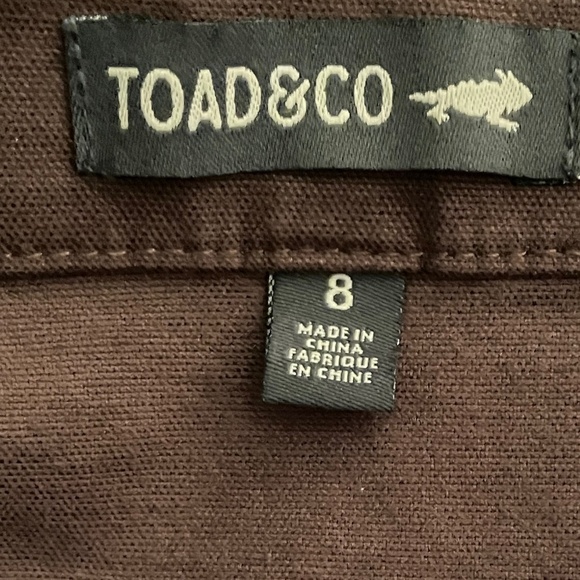 TOAD&CO
8
MADE IN
CHINA
FABRIQUE
EN CHINE